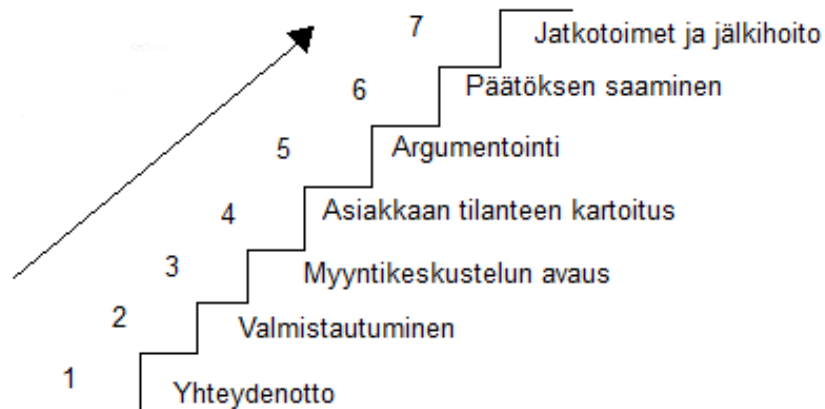 7 Jatkotoimet ja jälkihoito
6 Päätöksen saaminen
5 Argumentointi
4 Asiakkaan tilanteen kartoitus
3 Myyntikeskustelun avaus
2 Valmistautuminen
1 Yhteydenotto